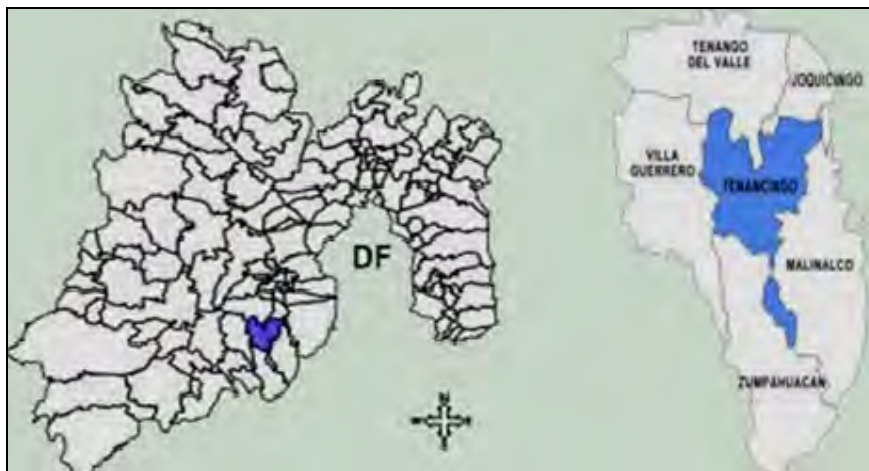 DF
N
TENANGO
DEL VALLE
JOQUICINGO
VILLA
GUERRERO
TENANCINGO
MALINALCO
ZUMPAHUACAN